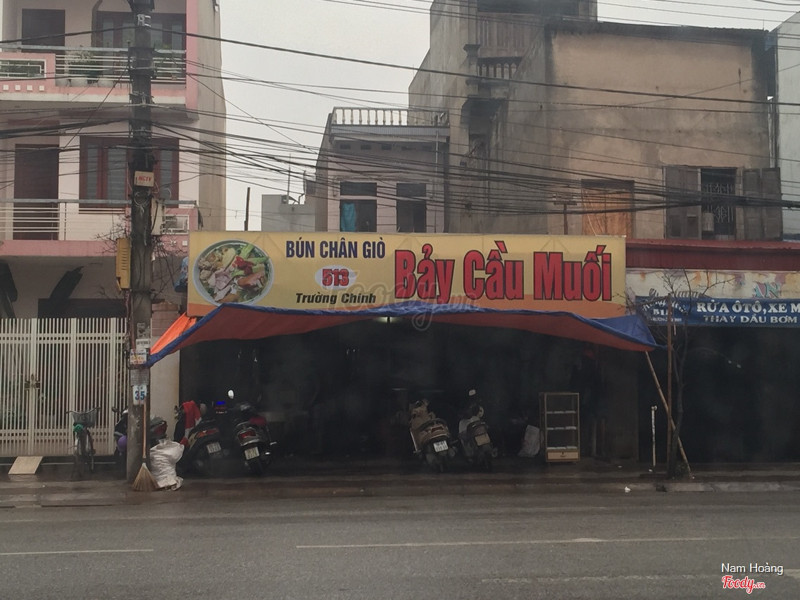 BÚN CHÂN GIÒ
513
Trường Chinh
Bảy Cầu Muối
RỬA ÔTÔ, XE M
THAY DẦU BƠM
35
Nam Hoàng
Foody.vn